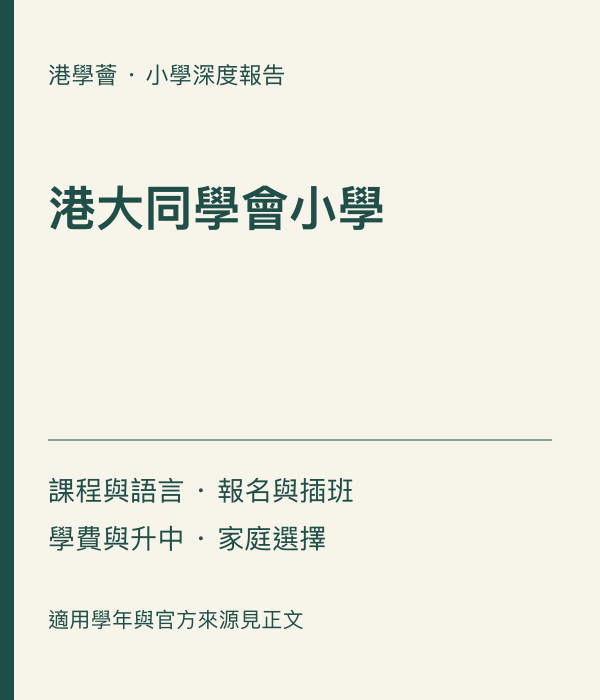 港學薈 · 小學深度報告
港大同學會小學
課程與語言 · 報名與插班
學費與升中 · 家庭選擇
適用學年與官方來源見正文